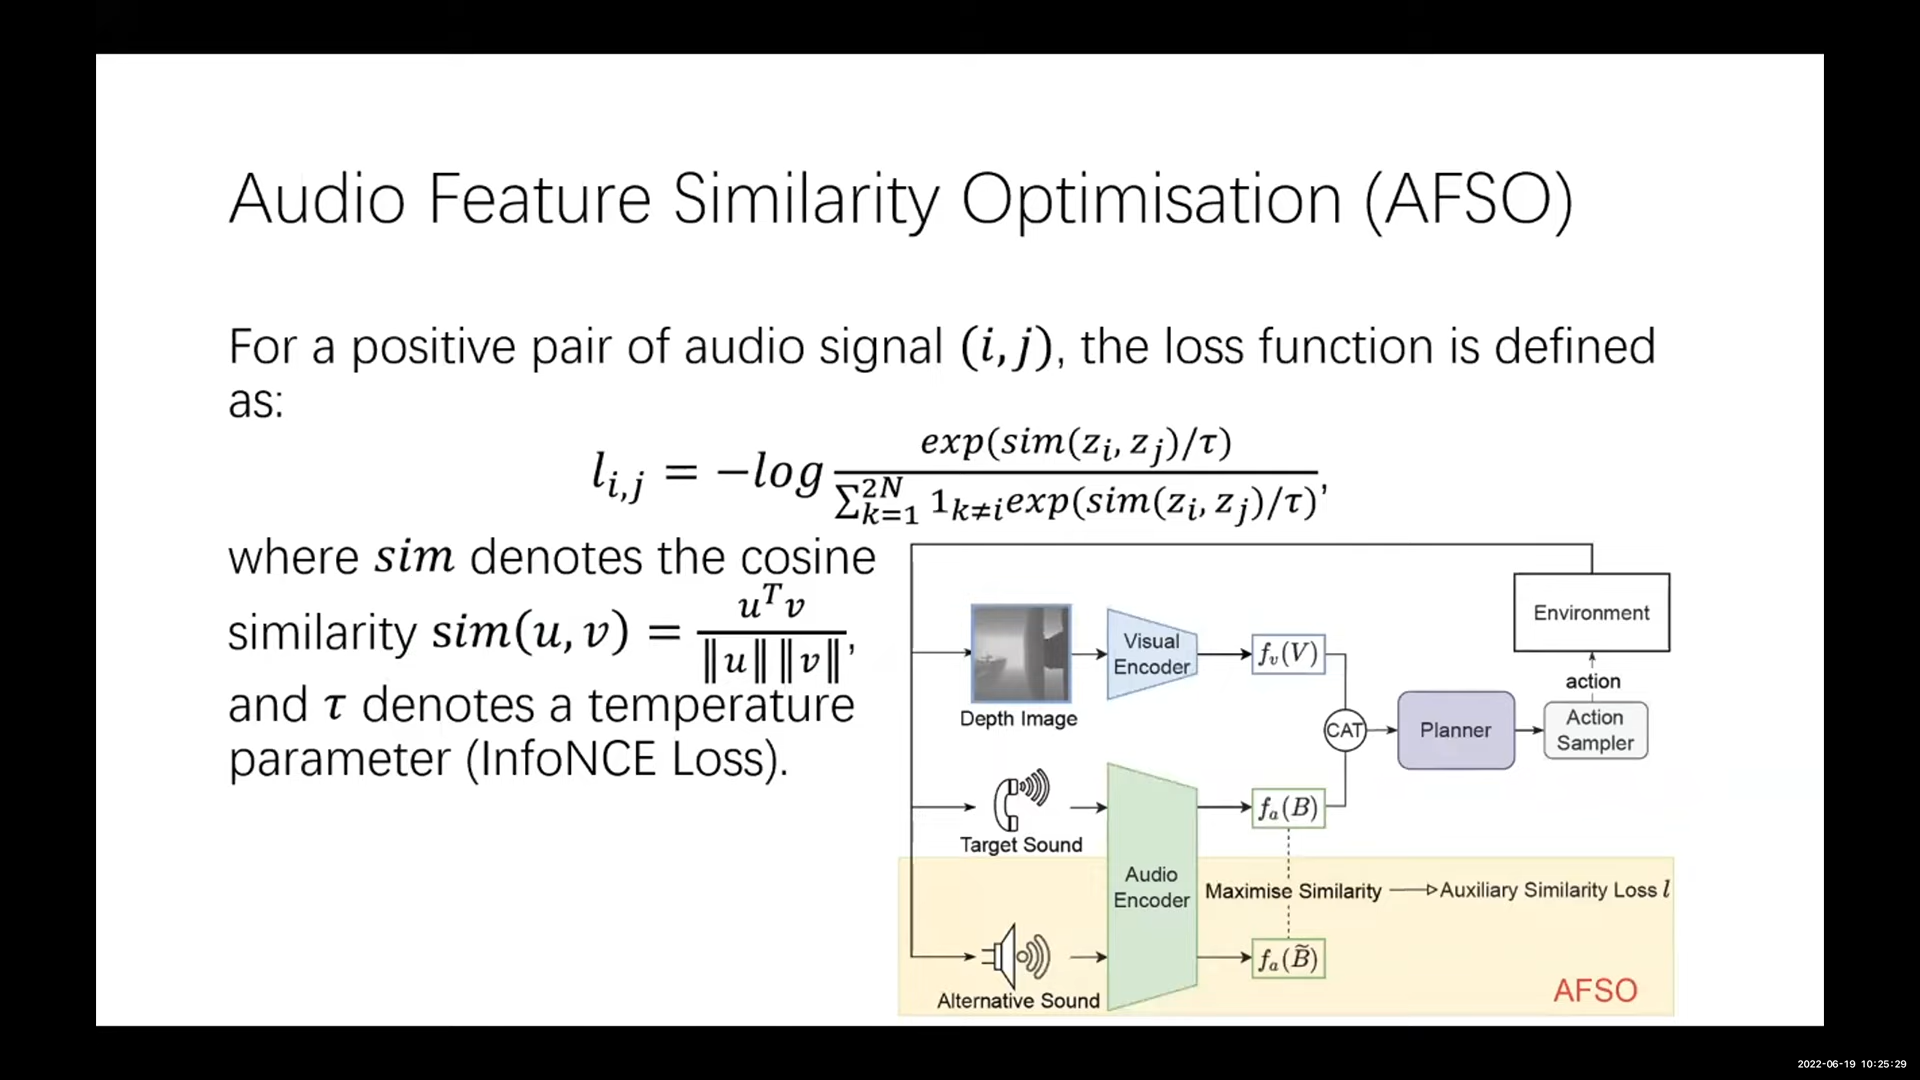 Audio Feature Similarity Optimisation (AFSO)
For a positive pair of audio signal (i, j), the loss function is defined
as:
l_{i,j} = −log \frac{exp(sim(z_i, z_j)/τ)}{∑_{k=1}^{2N} 1_{k≠i}exp(sim(z_i, z_j)/τ)},
where sim denotes the cosine
similarity sim(u, v) = \frac{u^T v}{‖u‖‖v‖},
and τ denotes a temperature
parameter (InfoNCE Loss).
Environment
action
Action
Sampler
Planner
CAT
Visual
Encoder
f_v(V)
Depth Image
f_a(B)
Target Sound
Audio
Encoder
Maximise Similarity
Auxiliary Similarity Loss l
f_a(B̃)
Alternative Sound
AFSO
2022-06-19 10:25:29